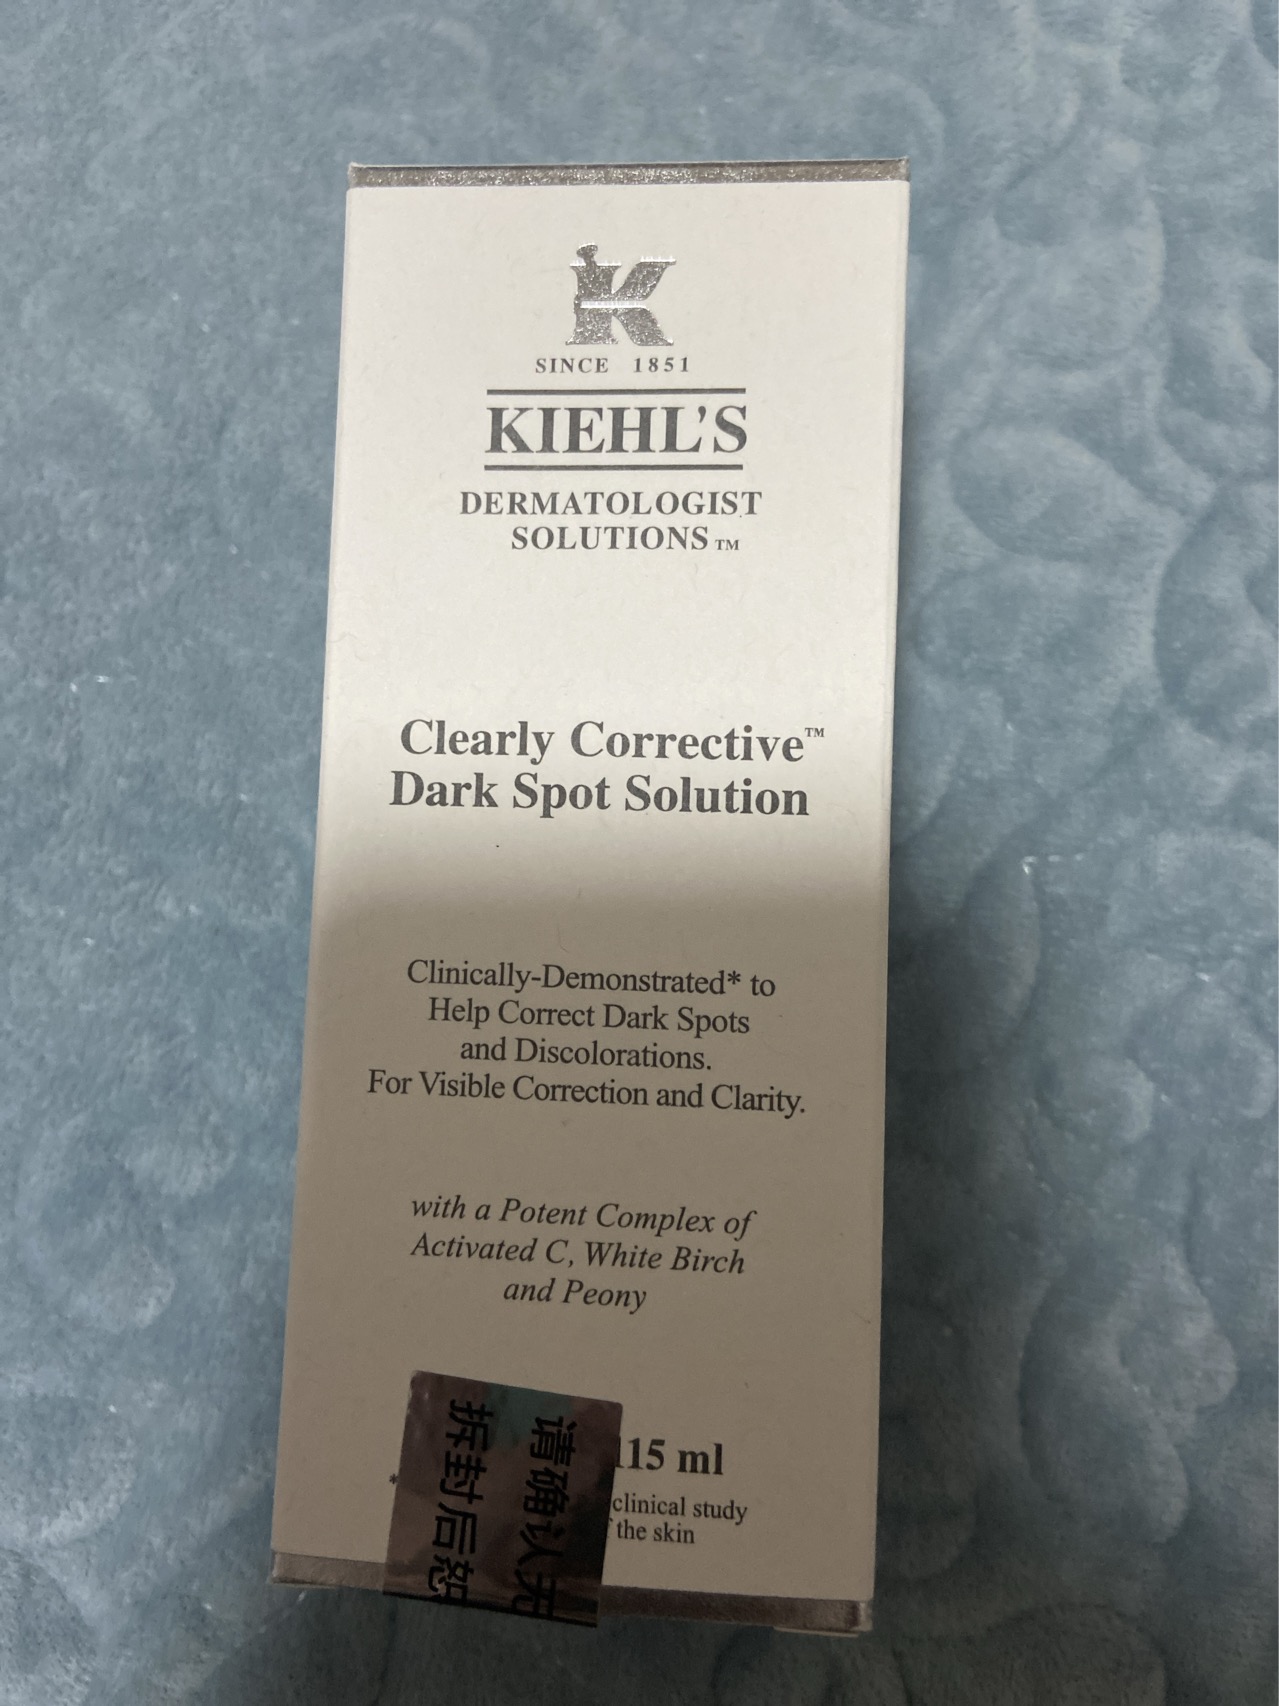 K
SINCE 1851
KIEHL'S
DERMATOLOGIST
SOLUTIONS TM
Clearly Corrective™
Dark Spot Solution
Clinically-Demonstrated* to
Help Correct Dark Spots
and Discolorations.
For Visible Correction and Clarity.
with a Potent Complex of
Activated C, White Birch
and Peony
115 ml
*
clinical study
the skin
请确认无
拆封后恕